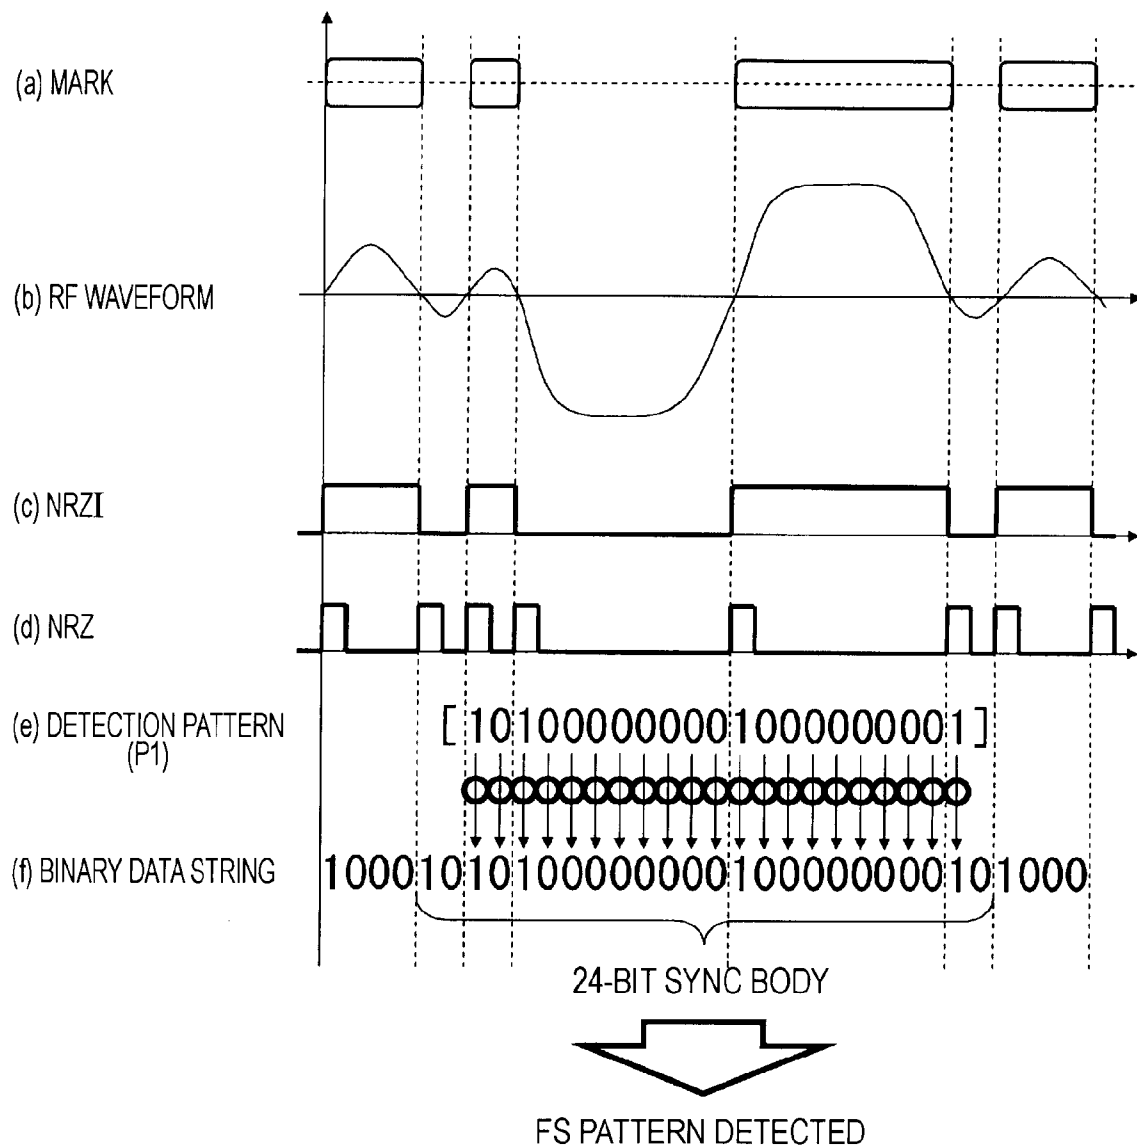 (a) MARK
(b) RF WAVEFORM
(c) NRZI
(d) NRZ
(e) DETECTION PATTERN
(P1)
[101000000001000000001]
(f) BINARY DATA STRING
10001010100000000100000000101000
24-BIT SYNC BODY
FS PATTERN DETECTED